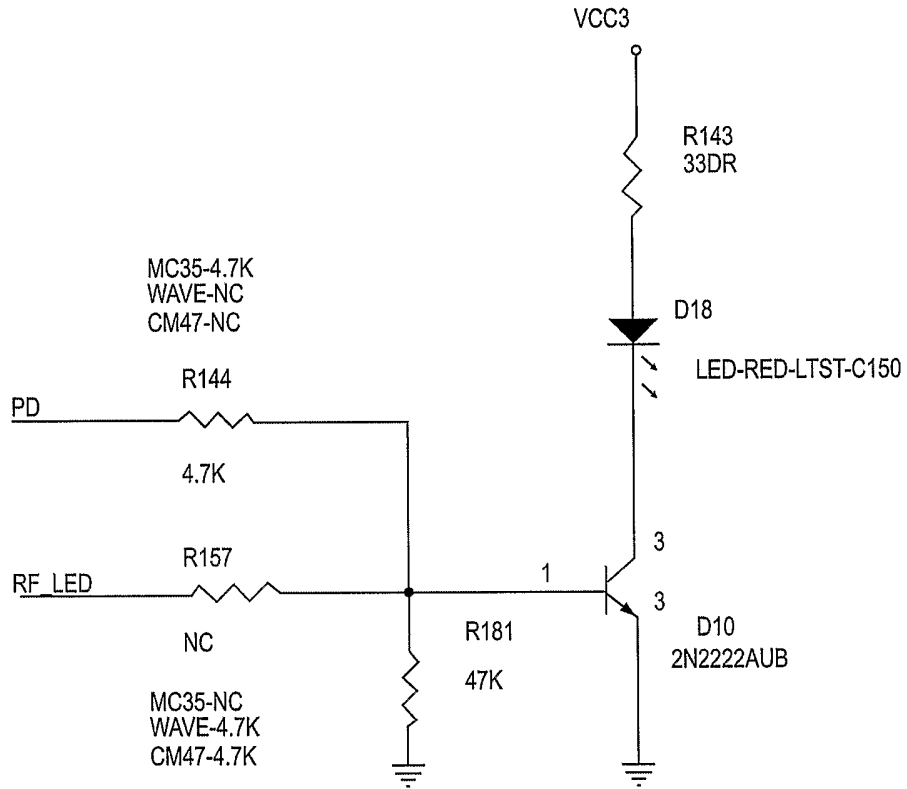 VCC3
R143
33DR
MC35-4.7K
WAVE-NC
CM47-NC
D18
LED-RED-LTST-C150
R144
PD
4.7K
R157
RF_LED
NC
MC35-NC
WAVE-4.7K
CM47-4.7K
R181
47K
1
3
3
D10
2N2222AUB